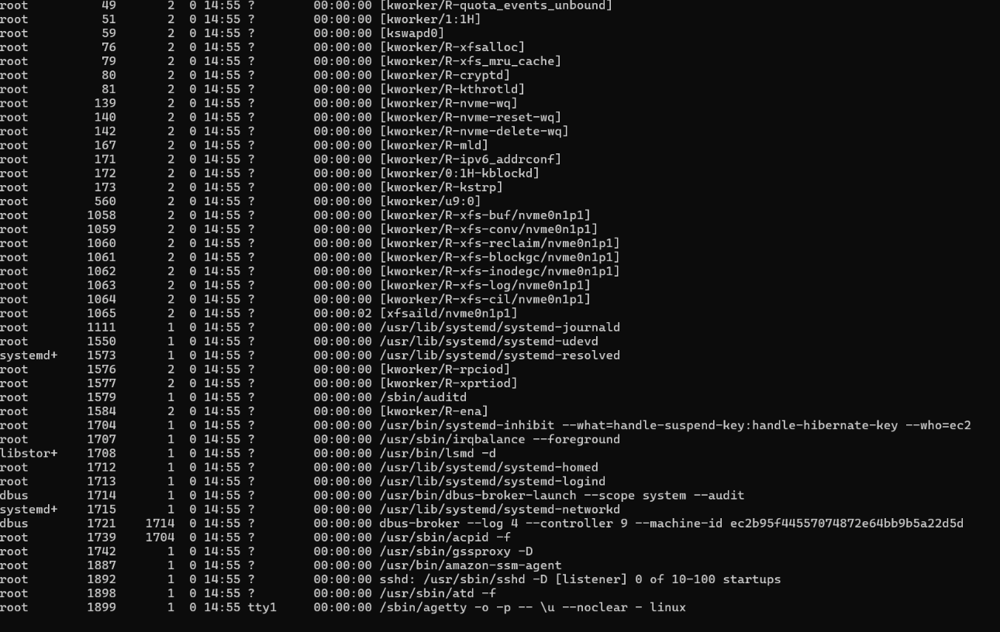 root          49       2  0 14:55 ?        00:00:00 [kworker/R-quota_events_unbound]
root          51       2  0 14:55 ?        00:00:00 [kworker/1:1H]
root          59       2  0 14:55 ?        00:00:00 [kswapd0]
root          76       2  0 14:55 ?        00:00:00 [kworker/R-xfsalloc]
root          79       2  0 14:55 ?        00:00:00 [kworker/R-xfs_mru_cache]
root          80       2  0 14:55 ?        00:00:00 [kworker/R-cryptd]
root          81       2  0 14:55 ?        00:00:00 [kworker/R-kthrotld]
root         139       2  0 14:55 ?        00:00:00 [kworker/R-nvme-wq]
root         140       2  0 14:55 ?        00:00:00 [kworker/R-nvme-reset-wq]
root         142       2  0 14:55 ?        00:00:00 [kworker/R-nvme-delete-wq]
root         167       2  0 14:55 ?        00:00:00 [kworker/R-mld]
root         171       2  0 14:55 ?        00:00:00 [kworker/R-ipv6_addrconf]
root         172       2  0 14:55 ?        00:00:00 [kworker/0:1H-kblockd]
root         173       2  0 14:55 ?        00:00:00 [kworker/R-kstrp]
root         560       2  0 14:55 ?        00:00:00 [kworker/u9:0]
root        1058       2  0 14:55 ?        00:00:00 [kworker/R-xfs-buf/nvme0n1p1]
root        1059       2  0 14:55 ?        00:00:00 [kworker/R-xfs-conv/nvme0n1p1]
root        1060       2  0 14:55 ?        00:00:00 [kworker/R-xfs-reclaim/nvme0n1p1]
root        1061       2  0 14:55 ?        00:00:00 [kworker/R-xfs-blockgc/nvme0n1p1]
root        1062       2  0 14:55 ?        00:00:00 [kworker/R-xfs-inodegc/nvme0n1p1]
root        1063       2  0 14:55 ?        00:00:00 [kworker/R-xfs-log/nvme0n1p1]
root        1064       2  0 14:55 ?        00:00:00 [kworker/R-xfs-cil/nvme0n1p1]
root        1065       2  0 14:55 ?        00:00:02 [xfsaild/nvme0n1p1]
root        1111       1  0 14:55 ?        00:00:00 /usr/lib/systemd/systemd-journald
root        1550       1  0 14:55 ?        00:00:00 /usr/lib/systemd/systemd-udevd
systemd+    1573       1  0 14:55 ?        00:00:00 /usr/lib/systemd/systemd-resolved
root        1576       2  0 14:55 ?        00:00:00 [kworker/R-rpciod]
root        1577       2  0 14:55 ?        00:00:00 [kworker/R-xprtiod]
root        1579       1  0 14:55 ?        00:00:00 /sbin/auditd
root        1584       2  0 14:55 ?        00:00:00 [kworker/R-ena]
root        1704       1  0 14:55 ?        00:00:00 /usr/bin/systemd-inhibit --what=handle-suspend-key:handle-hibernate-key --who=ec2
root        1707       1  0 14:55 ?        00:00:00 /usr/sbin/irqbalance --foreground
libstor+    1708       1  0 14:55 ?        00:00:00 /usr/bin/lsmd -d
root        1712       1  0 14:55 ?        00:00:00 /usr/lib/systemd/systemd-homed
root        1713       1  0 14:55 ?        00:00:00 /usr/lib/systemd/systemd-logind
dbus        1714       1  0 14:55 ?        00:00:00 /usr/bin/dbus-broker-launch --scope system --audit
systemd+    1715       1  0 14:55 ?        00:00:00 /usr/lib/systemd/systemd-networkd
dbus        1721    1714  0 14:55 ?        00:00:00 dbus-broker --log 4 --controller 9 --machine-id ec2b95f44557074872e64bb9b5a22d5d
root        1739    1704  0 14:55 ?        00:00:00 /usr/sbin/acpid -f
root        1742       1  0 14:55 ?        00:00:00 /usr/sbin/gssproxy -D
root        1887       1  0 14:55 ?        00:00:00 /usr/bin/amazon-ssm-agent
root        1892       1  0 14:55 ?        00:00:00 sshd: /usr/sbin/sshd -D [listener] 0 of 10-100 startups
root        1898       1  0 14:55 ?        00:00:00 /usr/sbin/atd -f
root        1899       1  0 14:55 tty1     00:00:00 /sbin/agetty -o -p -- \u --noclear - linux